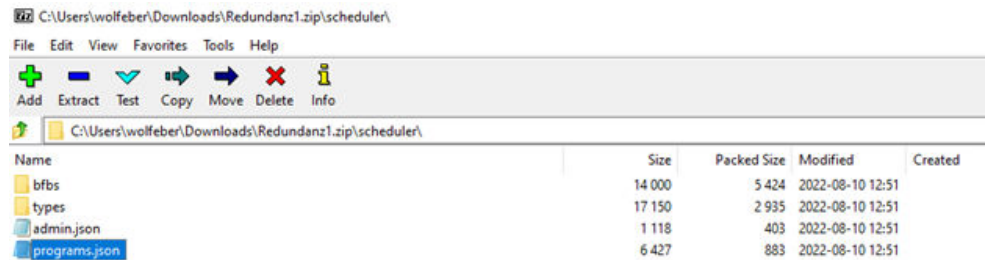 C:\Users\wolfeber\Downloads\Redundanz1.zip\scheduler\
File Edit View Favorites Tools Help
Add Extract Test Copy Move Delete Info
C:\Users\wolfeber\Downloads\Redundanz1.zip\scheduler\
Name Size Packed Size Modified Created
bfbs 14 000 5 424 2022-08-10 12:51
types 17 150 2 935 2022-08-10 12:51
admin.json 1 118 403 2022-08-10 12:51
programs.json 6 427 883 2022-08-10 12:51